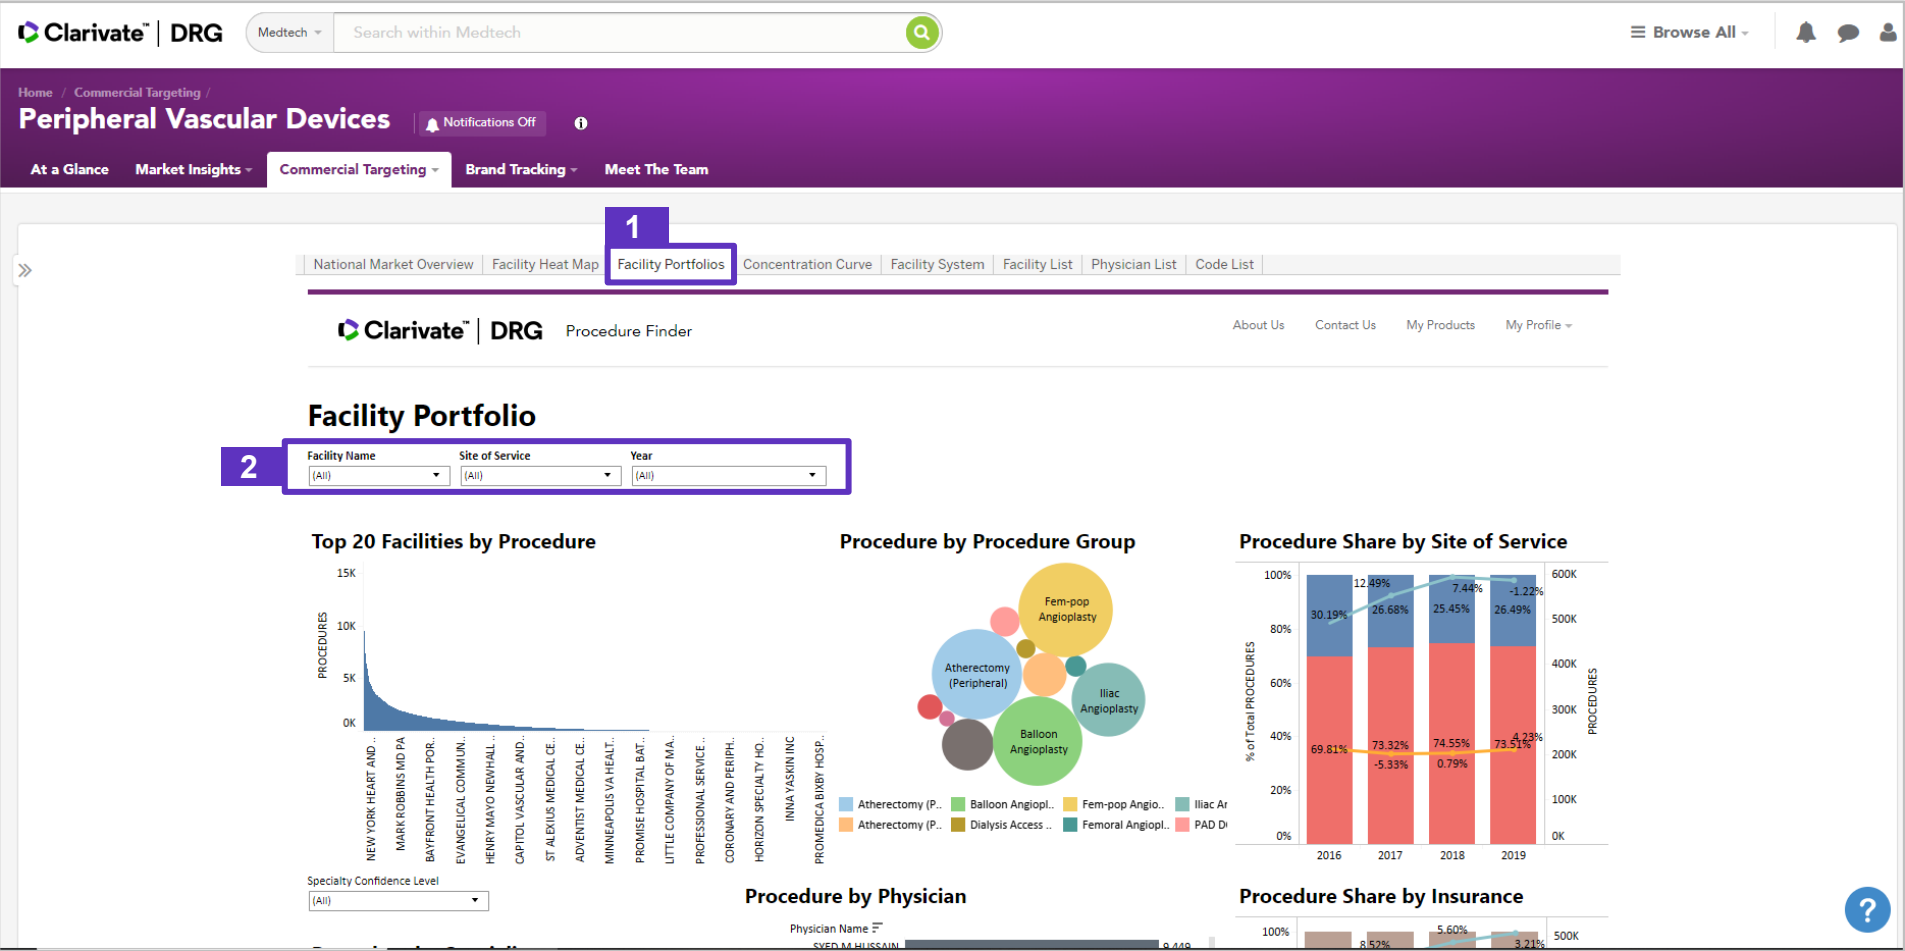 Clarivate™ | DRG
Medtech
Search within Medtech
Browse All
Home / Commercial Targeting /
Peripheral Vascular Devices
Notifications Off
At a Glance
Market Insights
Commercial Targeting
Brand Tracking
Meet The Team
1
National Market Overview
Facility Heat Map
Facility Portfolios
Concentration Curve
Facility System
Facility List
Physician List
Code List
Clarivate™ | DRG Procedure Finder
About Us
Contact Us
My Products
My Profile
Facility Portfolio
2
Facility Name
Site of Service
Year
(All)
(All)
(All)
Top 20 Facilities by Procedure
PROCEDURES
15K
10K
5K
0K
NEW YORK HEART AND..
MARK ROBBINS MD PA
BAYFRONT HEALTH POR..
EVANGELICAL COMMUN..
HENRY MAYO NEWHALL ..
CAPITOL VASCULAR AND..
ST ALEXIUS MEDICAL CE..
ADVENTIST MEDICAL CE..
MINNEAPOLIS VA HEALT..
PROMISE HOSPITAL BAT..
LITTLE COMPANY OF MA..
PROFESSIONAL SERVICE ..
CORONARY AND PERIPH..
HORIZON SPECIALTY HO..
INNA YASKIN INC
PROMEDICA BIXBY HOSP..
Procedure by Procedure Group
Fem-pop
Angioplasty
Atherectomy
(Peripheral)
Iliac
Angioplasty
Balloon
Angioplasty
Atherectomy (P..
Balloon Angiopl..
Fem-pop Angio..
Iliac Ar
Atherectomy (P..
Dialysis Access ..
Femoral Angiopl..
PAD D
Procedure Share by Site of Service
% of Total PROCEDURES
100%
80%
60%
40%
20%
0%
12.49%
7.44%
-1.22%
30.19%
26.68%
25.45%
26.49%
69.81%
73.32%
74.55%
73.51%
4.23%
-5.33%
0.79%
600K
500K
400K
300K
200K
100K
0K
PROCEDURES
2016
2017
2018
2019
Specialty Confidence Level
(All)
Procedure by Physician
Physician Name
SYED M HUSSAIN
9,449
Procedure Share by Insurance
100%
8.52%
5.60%
3.21%
500K
?